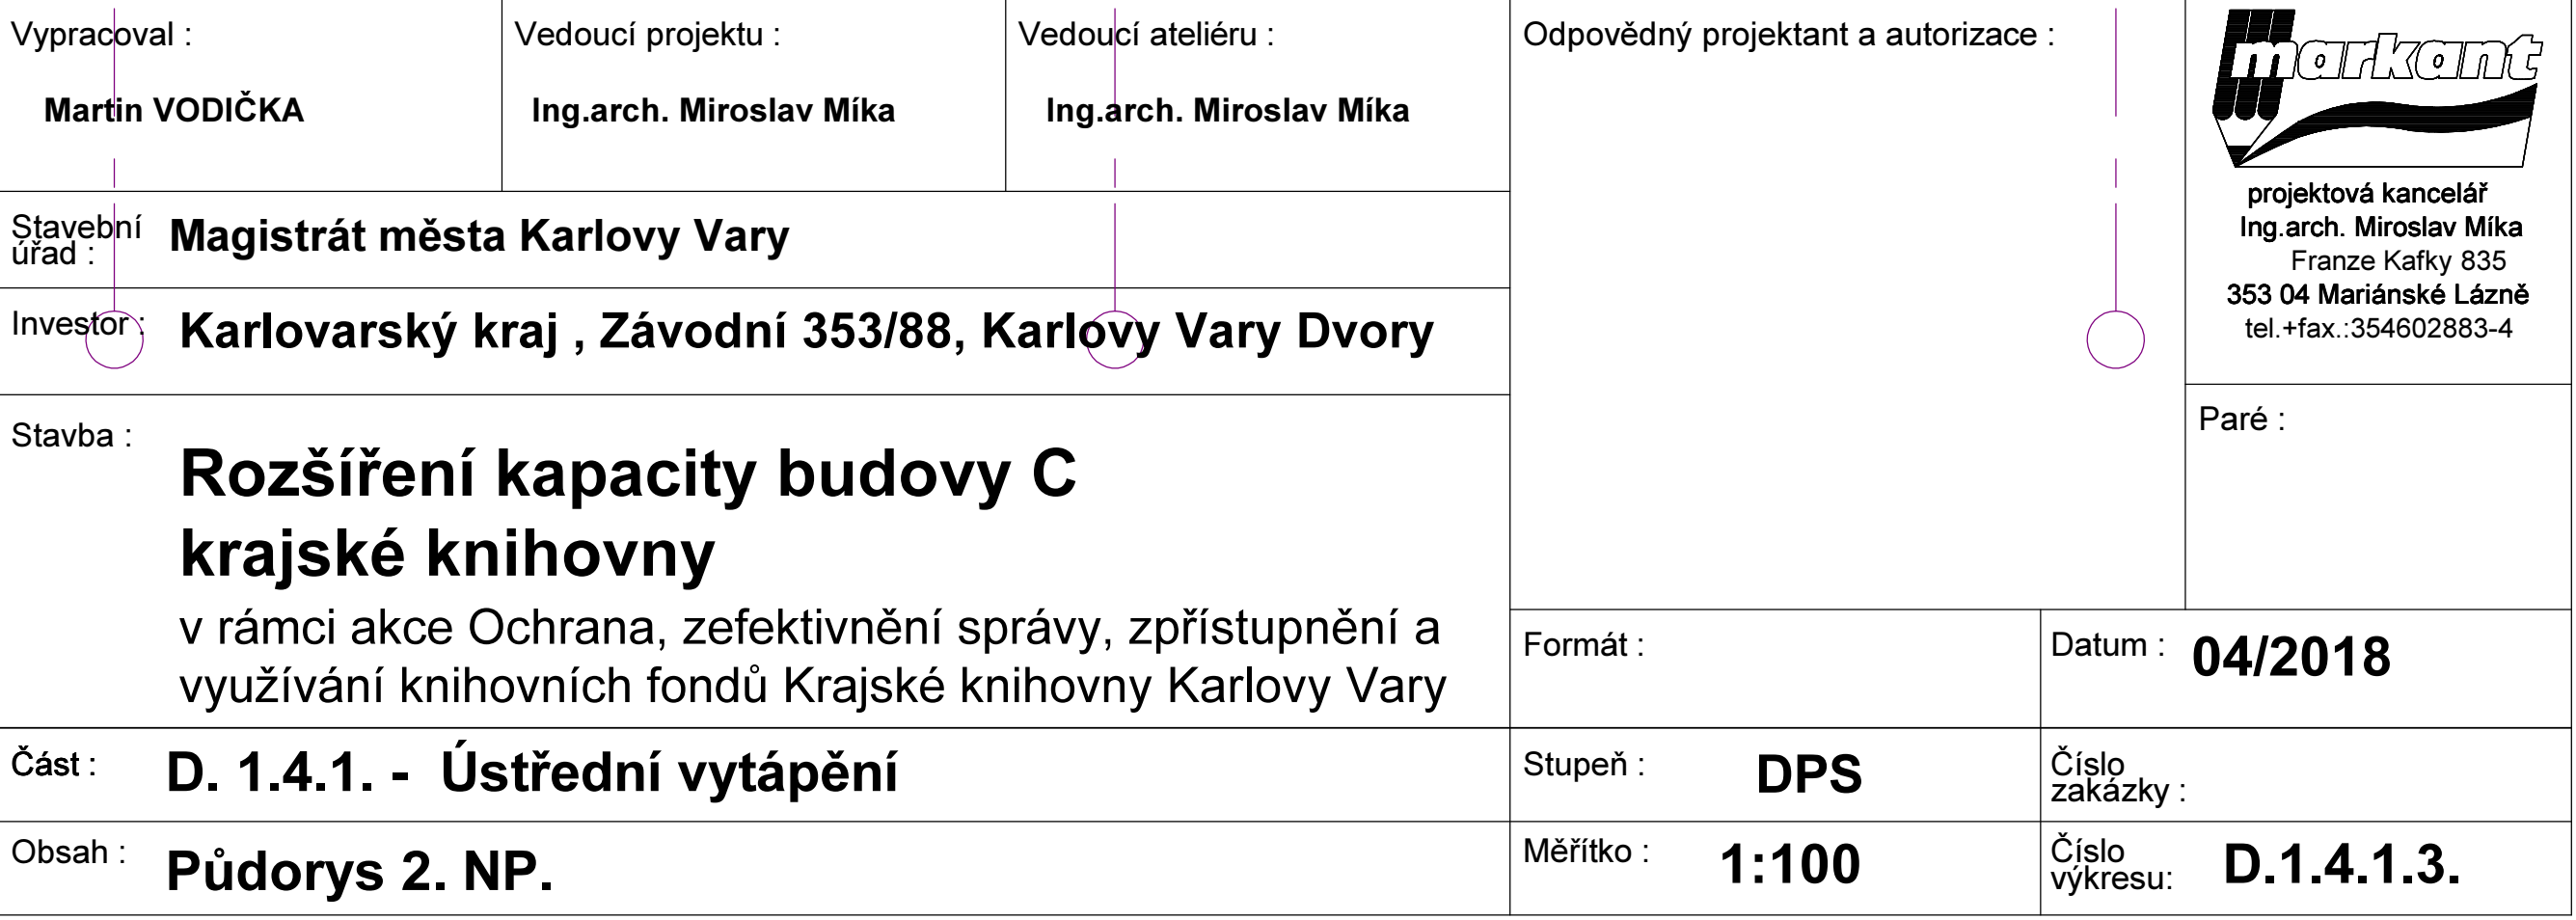 Vypracoval :
Martin VODIČKA
Vedoucí projektu :
Ing.arch. Miroslav Míka
Vedoucí ateliéru :
Ing.arch. Miroslav Míka
Odpovědný projektant a autorizace :
markant
projektová kancelář
Ing.arch. Miroslav Míka
Franze Kafky 835
353 04 Mariánské Lázně
tel.+fax.:354602883-4
Stavební
úřad :
Magistrát města Karlovy Vary
Investor :
Karlovarský kraj , Závodní 353/88, Karlovy Vary Dvory
Paré :
Stavba :
Rozšíření kapacity budovy C
krajské knihovny
v rámci akce Ochrana, zefektivnění správy, zpřístupnění a
využívání knihovních fondů Krajské knihovny Karlovy Vary
Formát :
Datum : 04/2018
Část : D. 1.4.1. - Ústřední vytápění
Stupeň : DPS
Číslo
zakázky :
Obsah : Půdorys 2. NP.
Měřítko : 1:100
Číslo
výkresu: D.1.4.1.3.